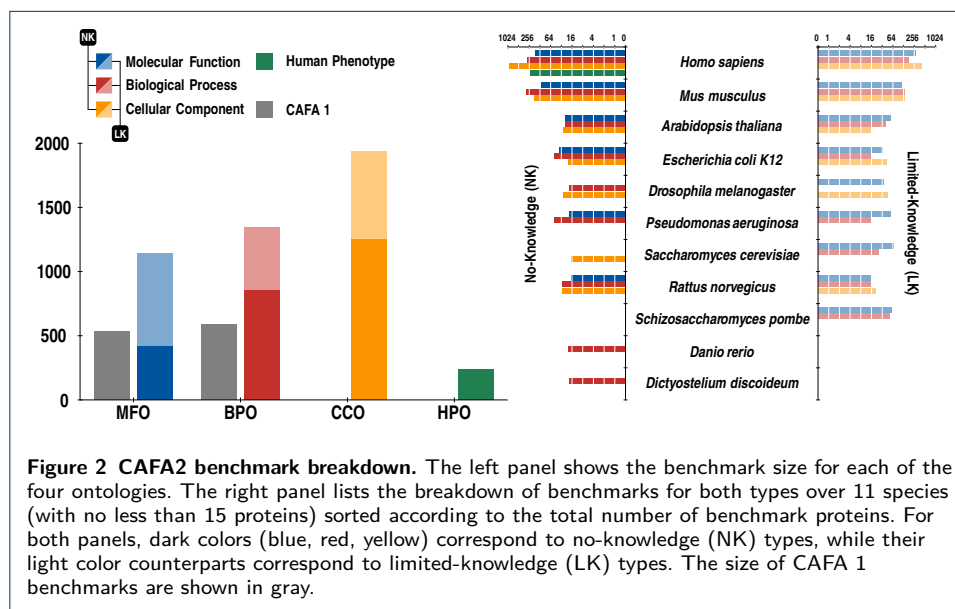 NK
Molecular Function
Human Phenotype
Biological Process
Cellular Component
CAFA 1
LK
2000
1500
1000
500
0
MFO
BPO
CCO
HPO
1024 256 64 16 4 1 0
0 1 4 16 64 256 1024
No-Knowledge (NK)
Limited-Knowledge (LK)
Homo sapiens
Mus musculus
Arabidopsis thaliana
Escherichia coli K12
Drosophila melanogaster
Pseudomonas aeruginosa
Saccharomyces cerevisiae
Rattus norvegicus
Schizosaccharomyces pombe
Danio rerio
Dictyostelium discoideum
Figure 2 CAFA2 benchmark breakdown. The left panel shows the benchmark size for each of the
four ontologies. The right panel lists the breakdown of benchmarks for both types over 11 species
(with no less than 15 proteins) sorted according to the total number of benchmark proteins. For
both panels, dark colors (blue, red, yellow) correspond to no-knowledge (NK) types, while their
light color counterparts correspond to limited-knowledge (LK) types. The size of CAFA 1
benchmarks are shown in gray.